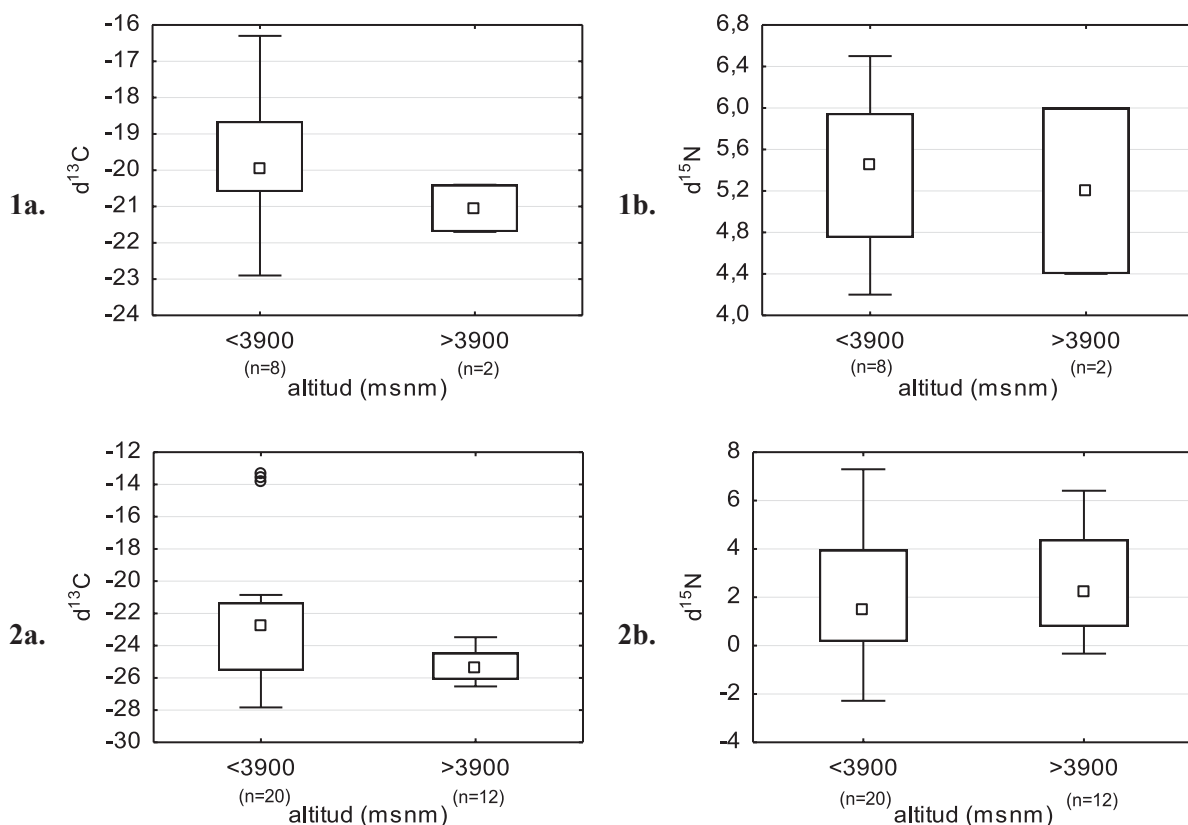 1a.
d13C
-16
-17
-18
-19
-20
-21
-22
-23
-24
<3900 >3900
(n=8) (n=2)
altitud (msnm)
1b.
d15N
6,8
6,4
6,0
5,6
5,2
4,8
4,4
4,0
<3900 >3900
(n=8) (n=2)
altitud (msnm)
2a.
d13C
-12
-14
-16
-18
-20
-22
-24
-26
-28
-30
<3900 >3900
(n=20) (n=12)
altitud (msnm)
2b.
d15N
8
6
4
2
0
-2
-4
<3900 >3900
(n=20) (n=12)
altitud (msnm)